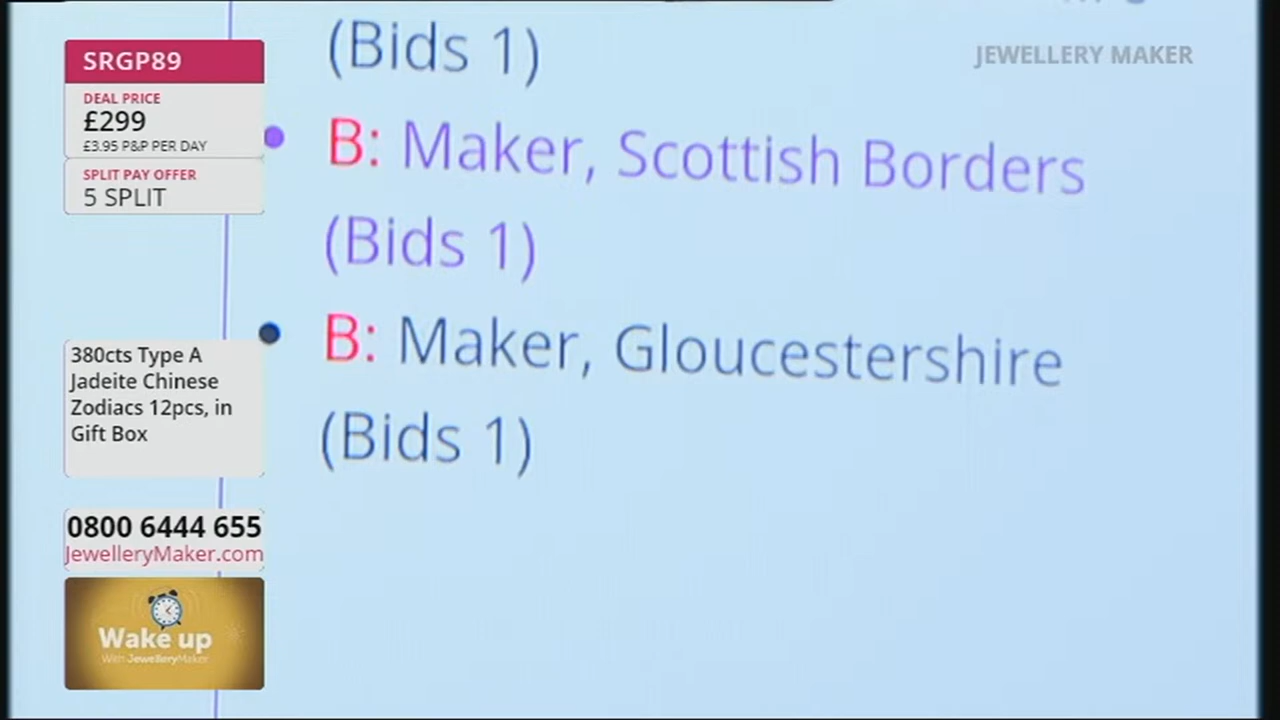 SRGP89
DEAL PRICE
£299
£3.95 P&P PER DAY
SPLIT PAY OFFER
5 SPLIT
380cts Type A
Jadeite Chinese
Zodiacs 12pcs, in
Gift Box
0800 6444 655
JewelleryMaker.com
Wake up
With JewelleryMaker
JEWELLERY MAKER
(Bids 1)
B: Maker, Scottish Borders
(Bids 1)
B: Maker, Gloucestershire
(Bids 1)